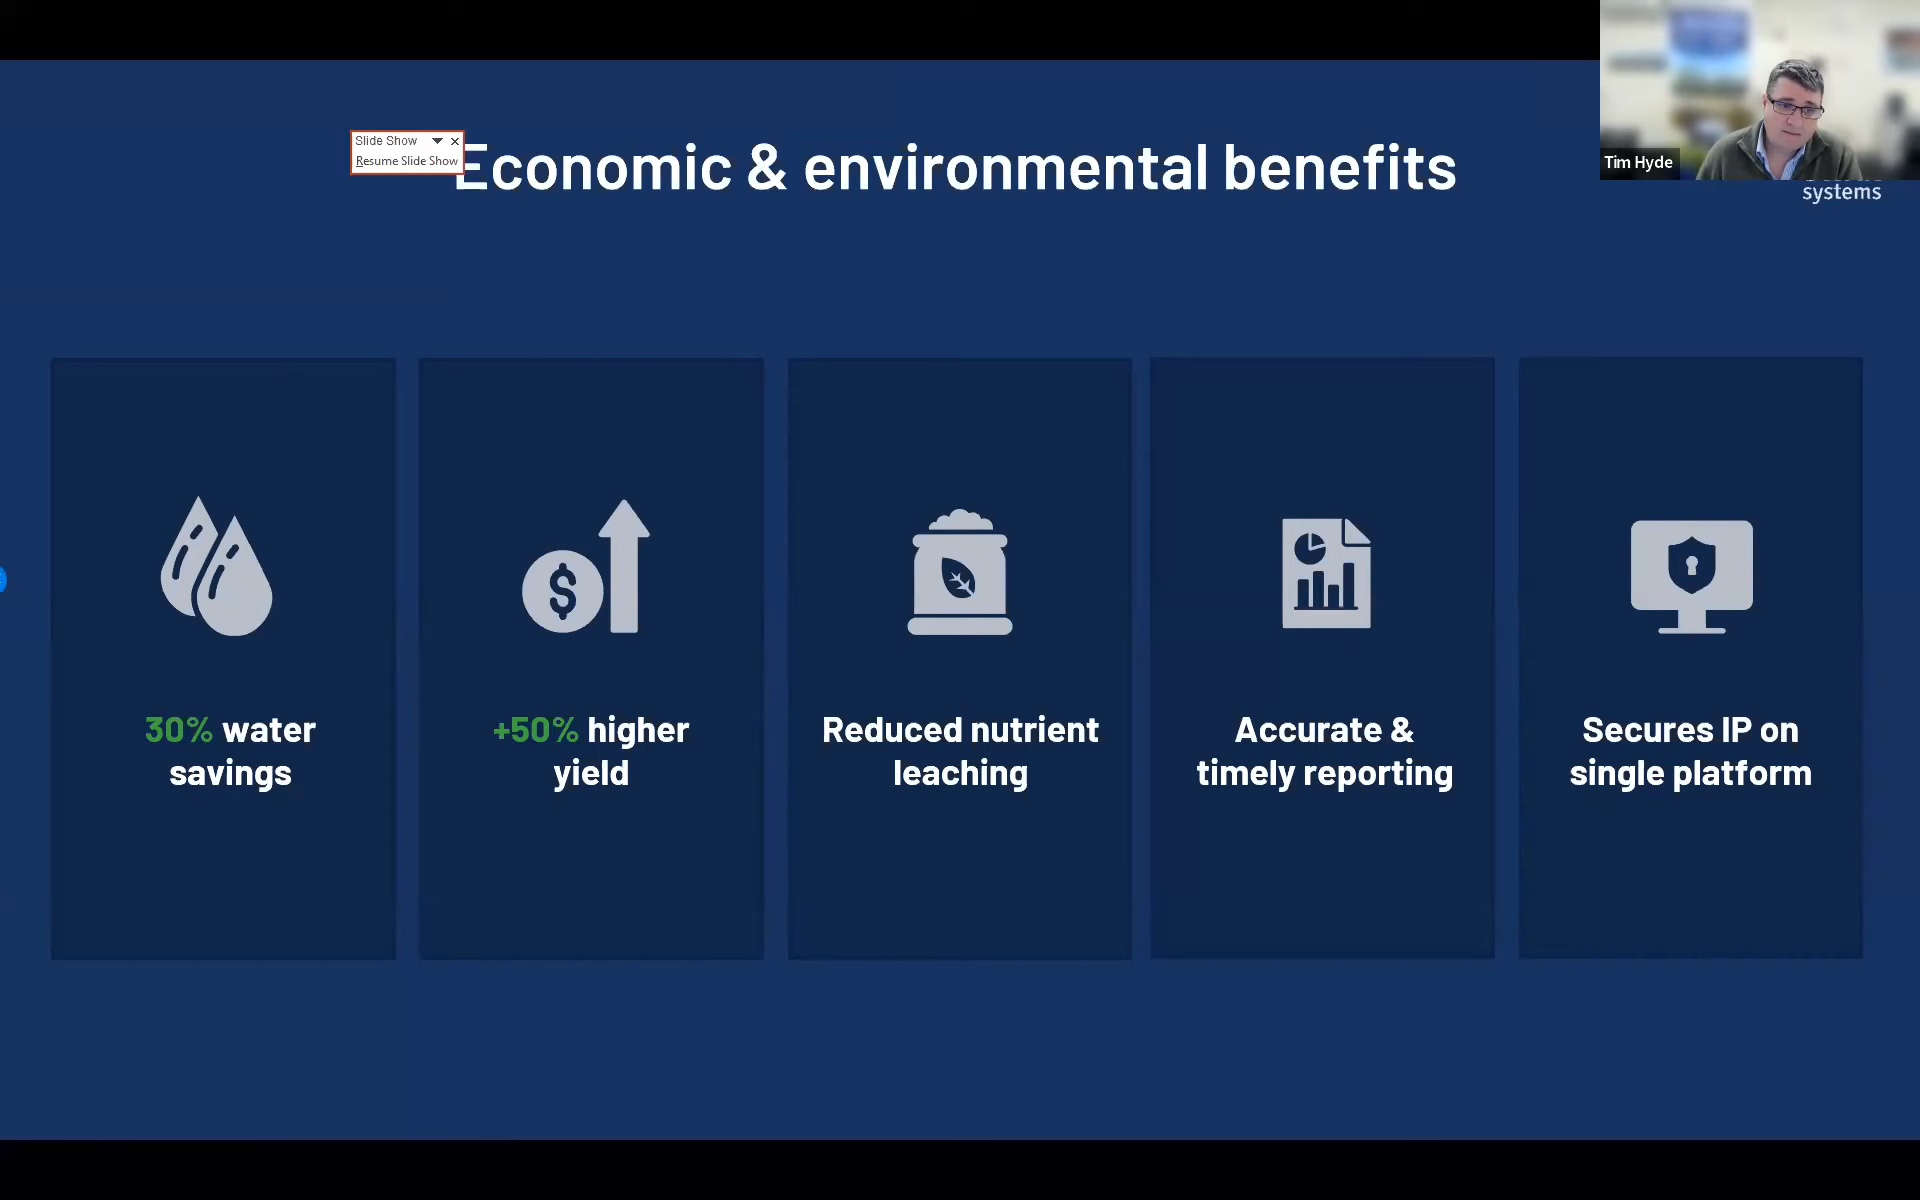 Slide Show
Resume Slide Show
Economic & environmental benefits
Tim Hyde
systems
30% water
savings
+50% higher
yield
Reduced nutrient
leaching
Accurate &
timely reporting
Secures IP on
single platform